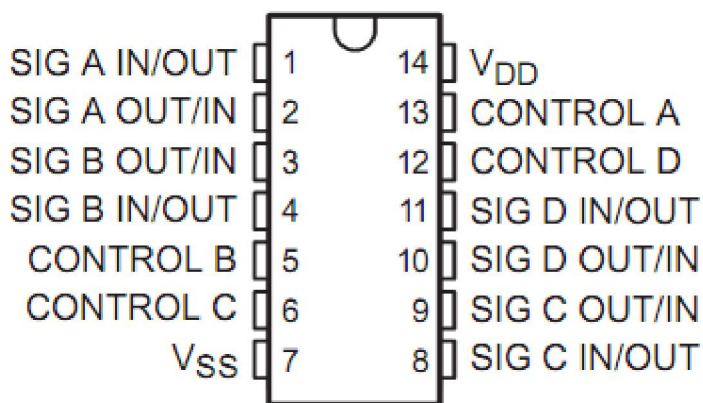 SIG A IN/OUT 1 14 VDD
SIG A OUT/IN 2 13 CONTROL A
SIG B OUT/IN 3 12 CONTROL D
SIG B IN/OUT 4 11 SIG D IN/OUT
CONTROL B 5 10 SIG D OUT/IN
CONTROL C 6 9 SIG C OUT/IN
VSS 7 8 SIG C IN/OUT